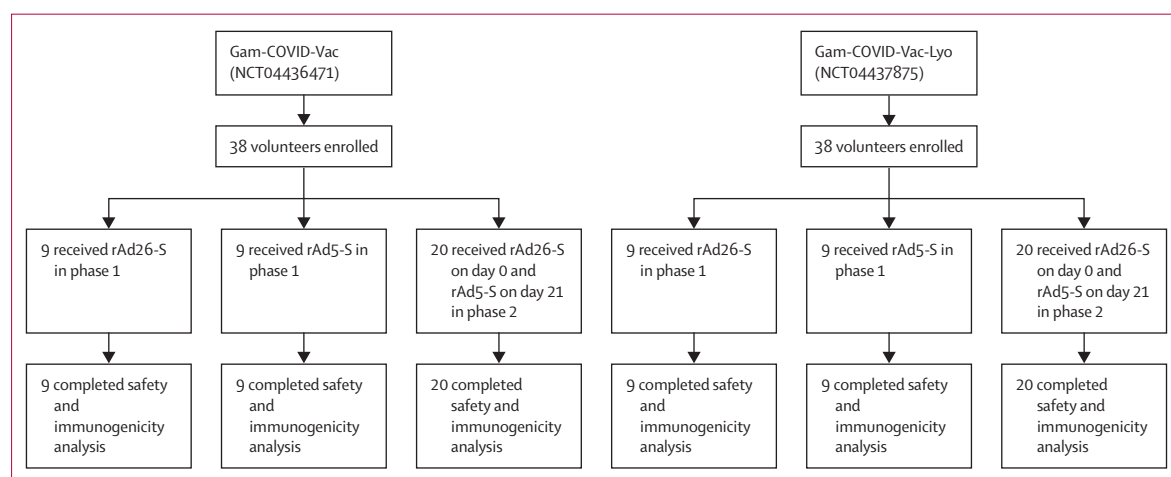 Gam-COVID-Vac
(NCT04436471)
Gam-COVID-Vac-Lyo
(NCT04437875)
38 volunteers enrolled
38 volunteers enrolled
9 received rAd26-S
in phase 1
9 received rAd5-S in
phase 1
20 received rAd26-S
on day 0 and
rAd5-S on day 21
in phase 2
9 received rAd26-S
in phase 1
9 received rAd5-S in
phase 1
20 received rAd26-S
on day 0 and
rAd5-S on day 21
in phase 2
9 completed safety
and
immunogenicity
analysis
9 completed safety
and
immunogenicity
analysis
20 completed
safety and
immunogenicity
analysis
9 completed safety
and
immunogenicity
analysis
9 completed safety
and
immunogenicity
analysis
20 completed
safety and
immunogenicity
analysis